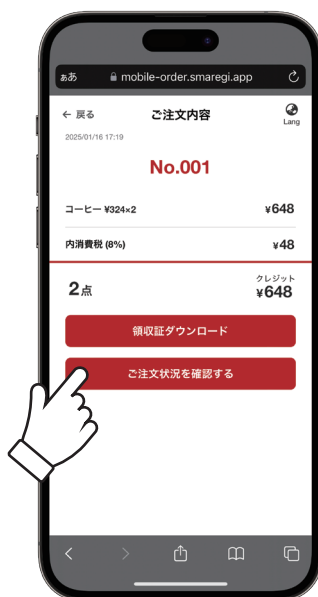 ぁあ mobile-order.smaregi.app
← 戻る ご注文内容 Lang
2025/01/16 17:19
No.001
コーヒー ¥324×2 ¥648
内消費税 (8%) ¥48
クレジット
2点 ¥648
領収証ダウンロード
ご注文状況を確認する